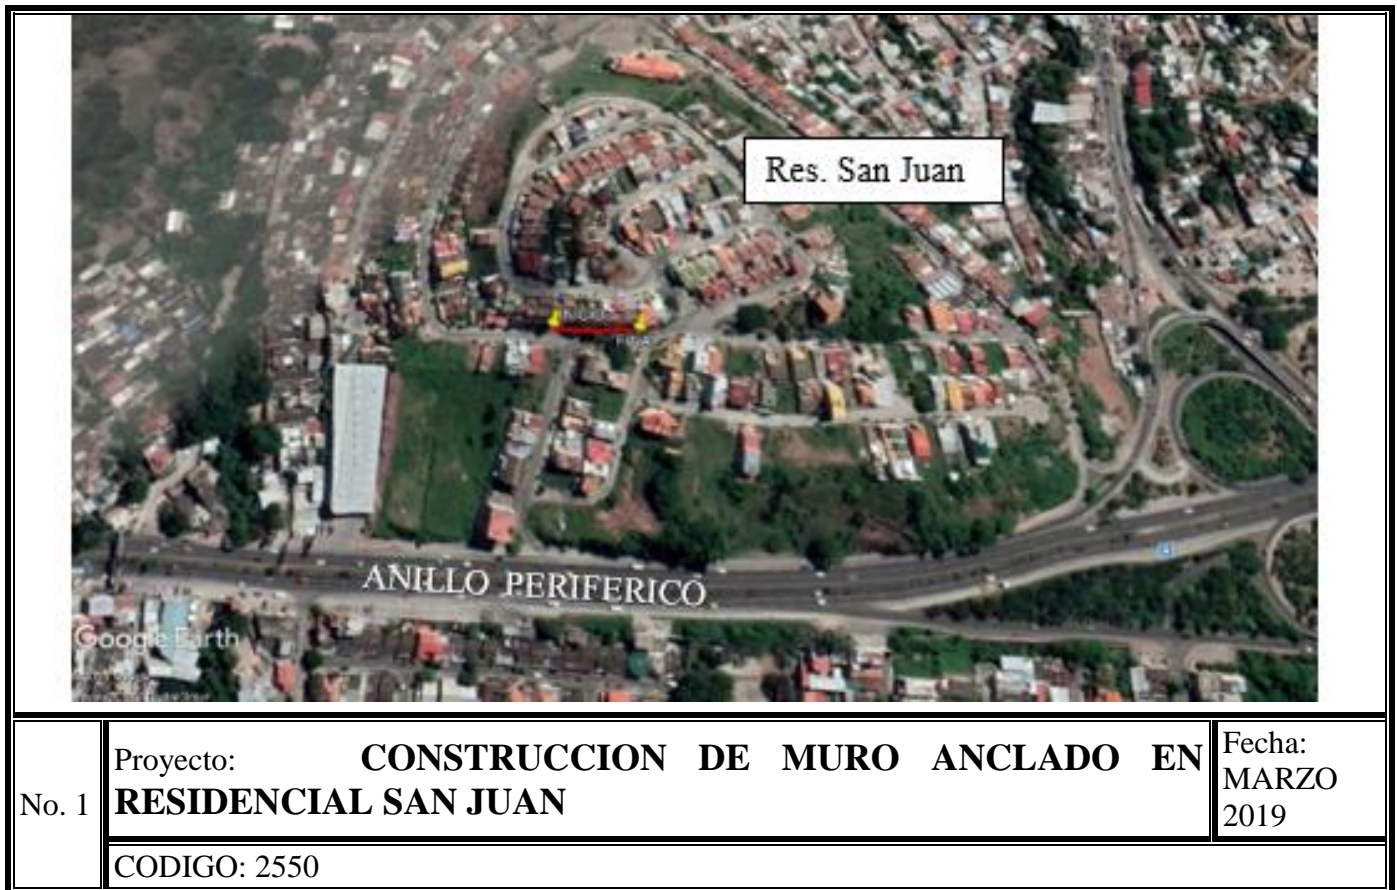 Res. San Juan
ANILLO PERIFERICO
Google Earth
No. 1
Proyecto: CONSTRUCCION DE MURO ANCLADO EN
RESIDENCIAL SAN JUAN
Fecha:
MARZO
2019
CODIGO: 2550